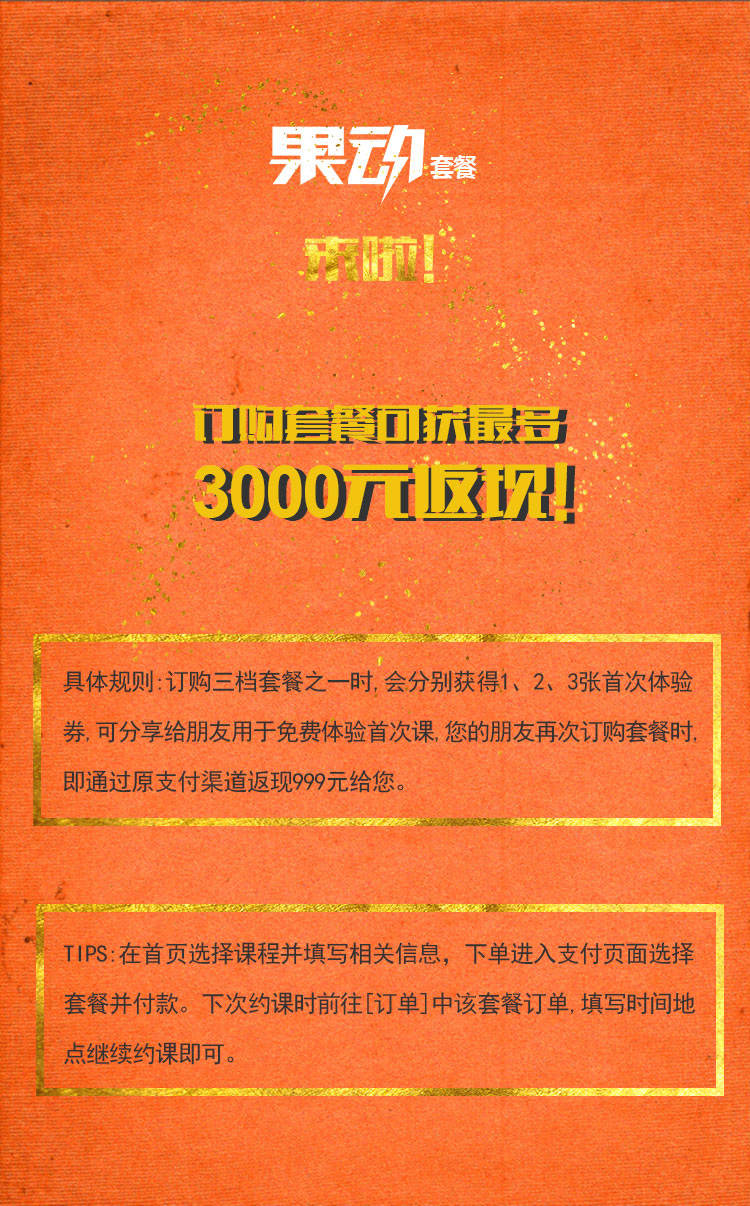 果动套餐
来啦!
订购套餐可获最多
3000元返现!
具体规则:订购三档套餐之一时,会分别获得1、2、3张首次体验
券,可分享给朋友用于免费体验首次课,您的朋友再次订购套餐时,
即通过原支付渠道返现999元给您。
TIPS:在首页选择课程并填写相关信息，下单进入支付页面选择
套餐并付款。下次约课时前往[订单]中该套餐订单,填写时间地
点继续约课即可。